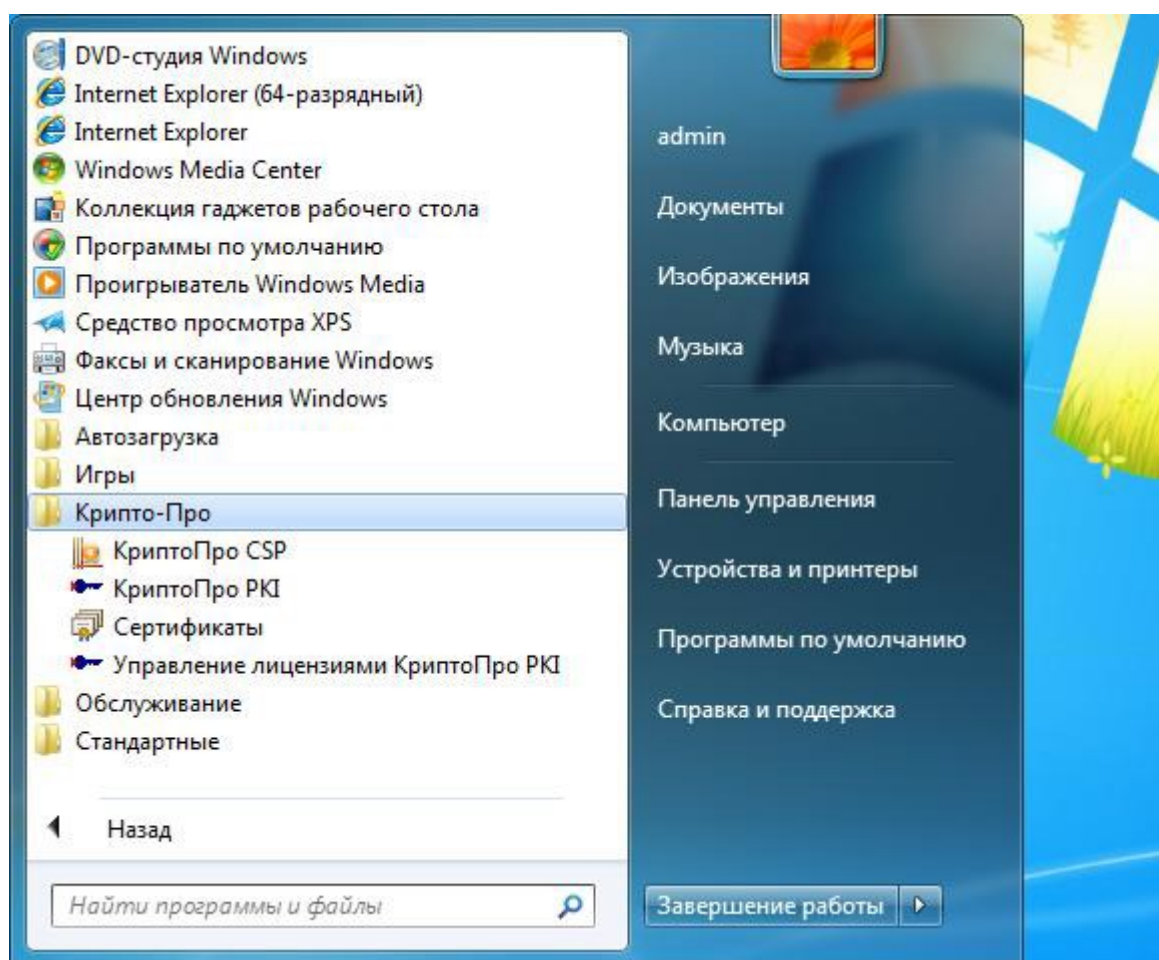 DVD-студия Windows
Internet Explorer (64-разрядный)
Internet Explorer
Windows Media Center
Коллекция гаджетов рабочего стола
Программы по умолчанию
Проигрыватель Windows Media
Средство просмотра XPS
Факсы и сканирование Windows
Центр обновления Windows
Автозагрузка
Игры
Крипто-Про
КриптоПро CSP
КриптоПро PKI
Сертификаты
Управление лицензиями КриптоПро PKI
Обслуживание
Стандартные
Назад
Найти программы и файлы
admin
Документы
Изображения
Музыка
Компьютер
Панель управления
Устройства и принтеры
Программы по умолчанию
Справка и поддержка
Завершение работы